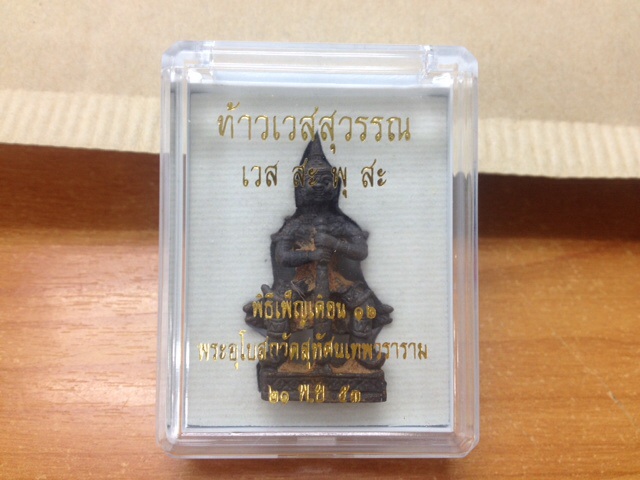 ท้าวเวสสุวรรณ
เวส สะ พุ สะ
พิธีเพ็ญเดือน ๑๒
พระอุโบสถวัดสุทัศนเทพวราราม
๒๑ พ.ย ๕๓